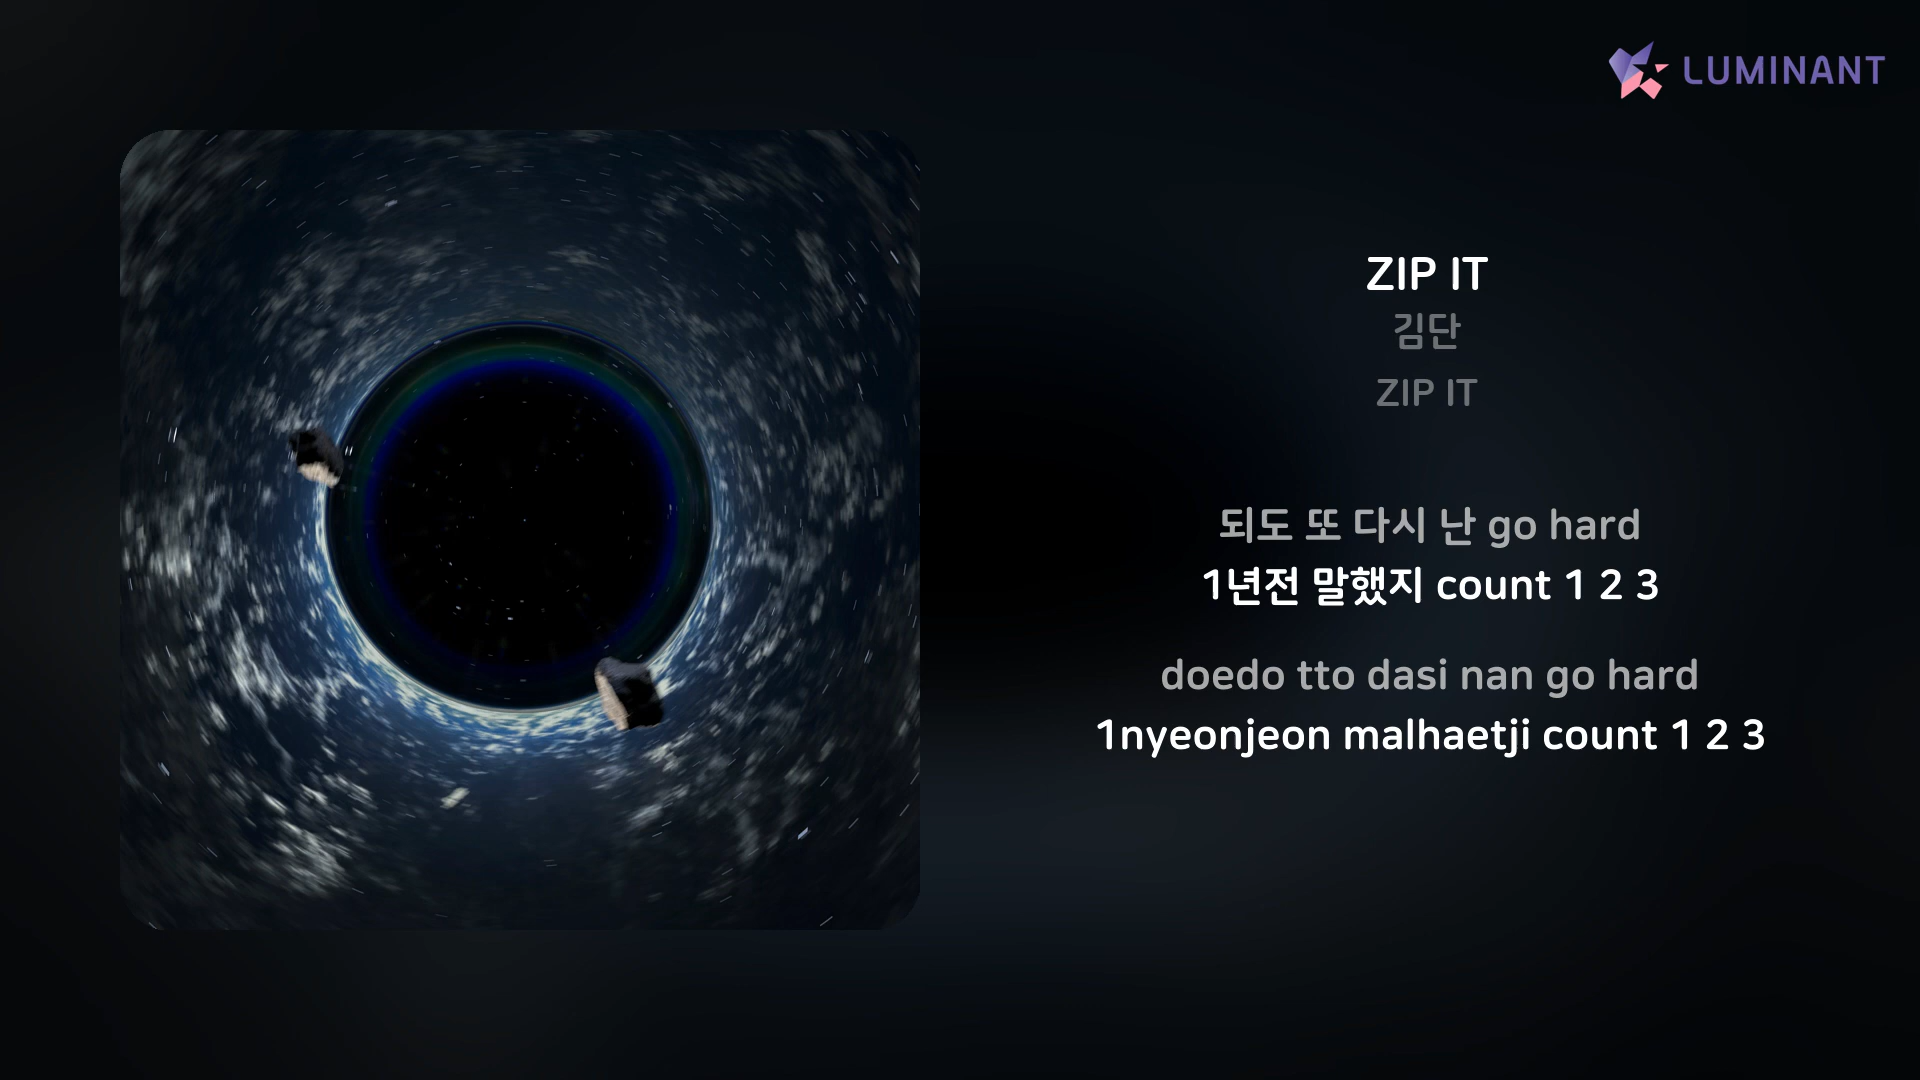 LUMINANT
ZIP IT
김단
ZIP IT
되도 또 다시 난 go hard
1년전 말했지 count 1 2 3
doedo tto dasi nan go hard
1nyeonjeon malhaetji count 1 2 3